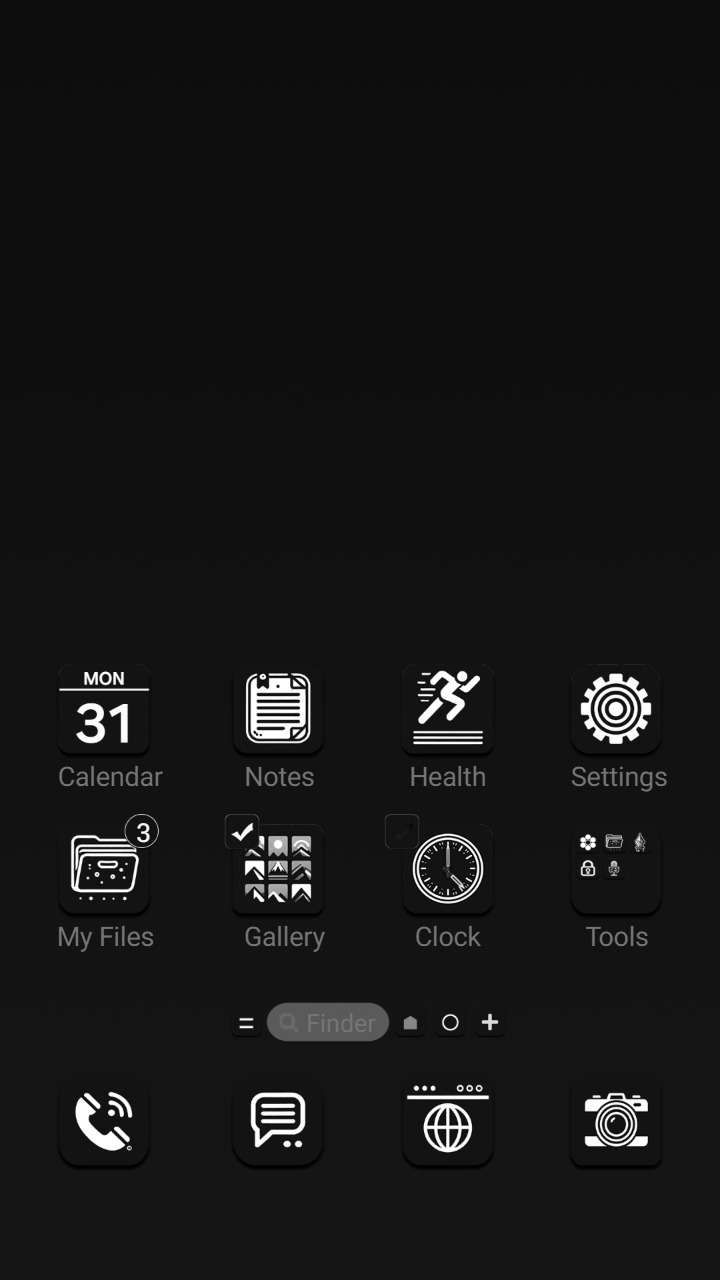 MON
31
Calendar
Notes
Health
Settings
3
My Files
Gallery
Clock
Tools
Finder